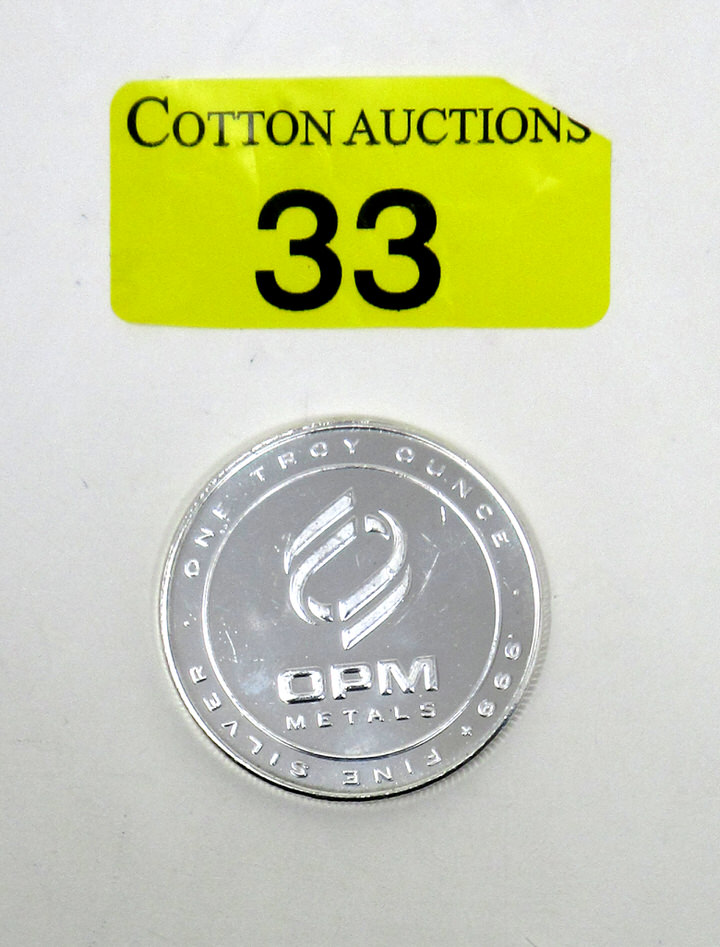 COTTON AUCTIONS
33
· ONE TROY OUNCE ·
OPM
METALS
.999+ FINE SILVER